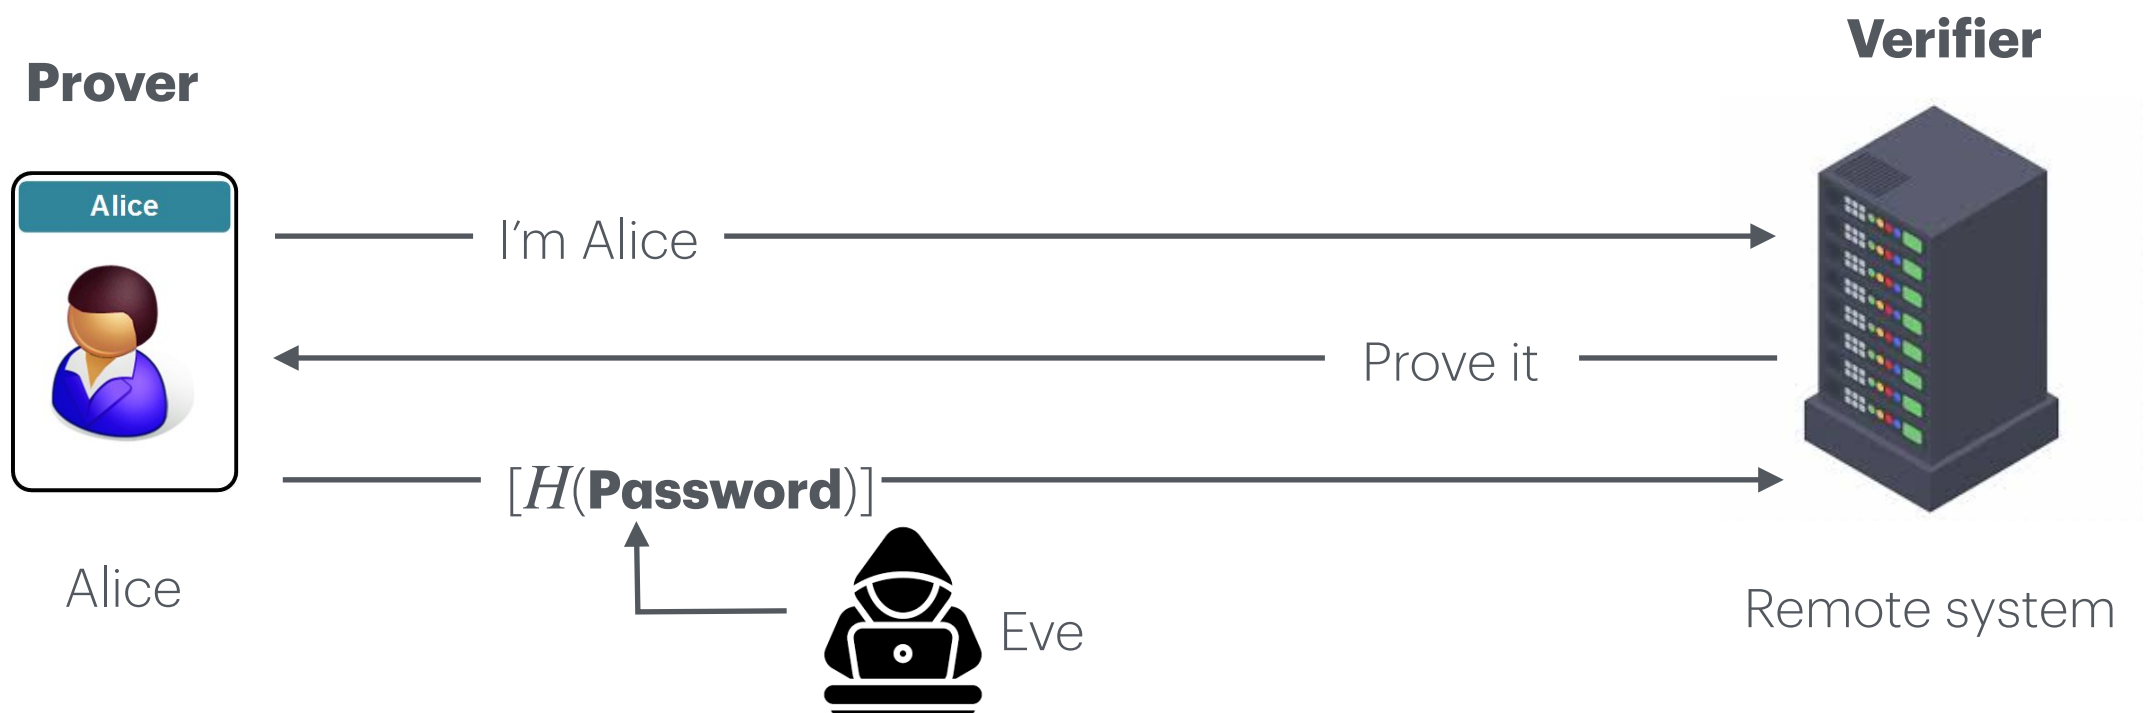 Prover
Verifier
Alice
I'm Alice
Prove it
[H(Password)]
Alice
Eve
Remote system